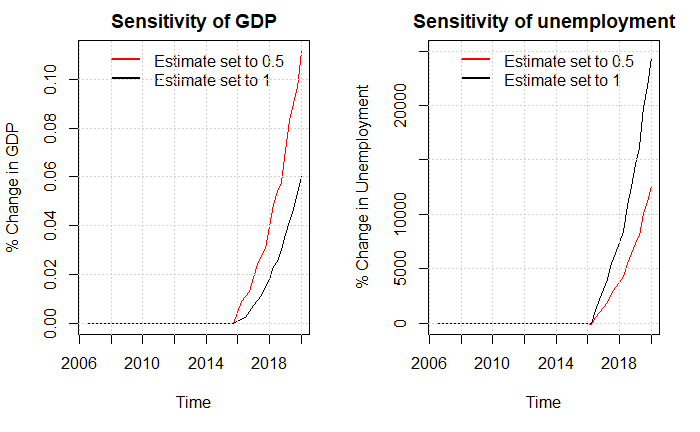 Sensitivity of GDP
Estimate set to 0.5
Estimate set to 1
% Change in GDP
0.10
0.08
0.06
0.04
0.02
0.00
2006
2010
2014
2018
Time
Sensitivity of unemployment
Estimate set to 0.5
Estimate set to 1
% Change in Unemployment
20000
10000
5000
0
2006
2010
2014
2018
Time